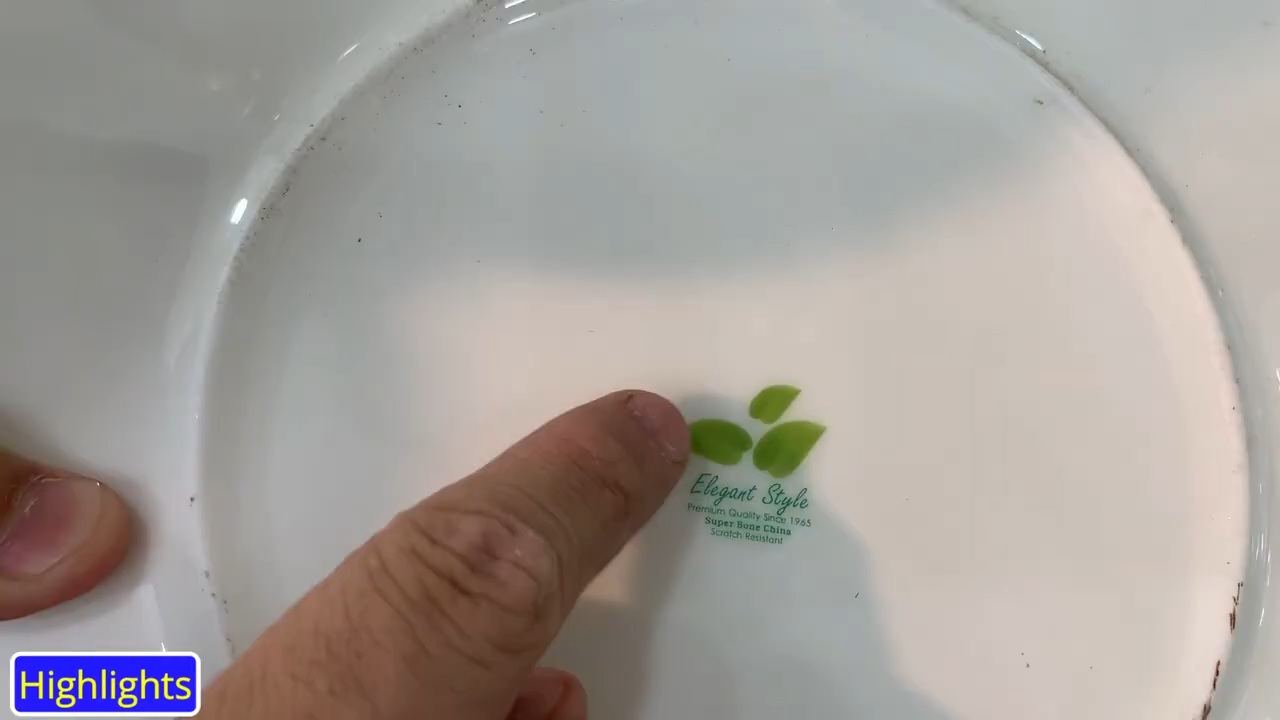 Elegant Style
Premium Quality Since 1965
Super Bone China
Scratch Resistant
Highlights